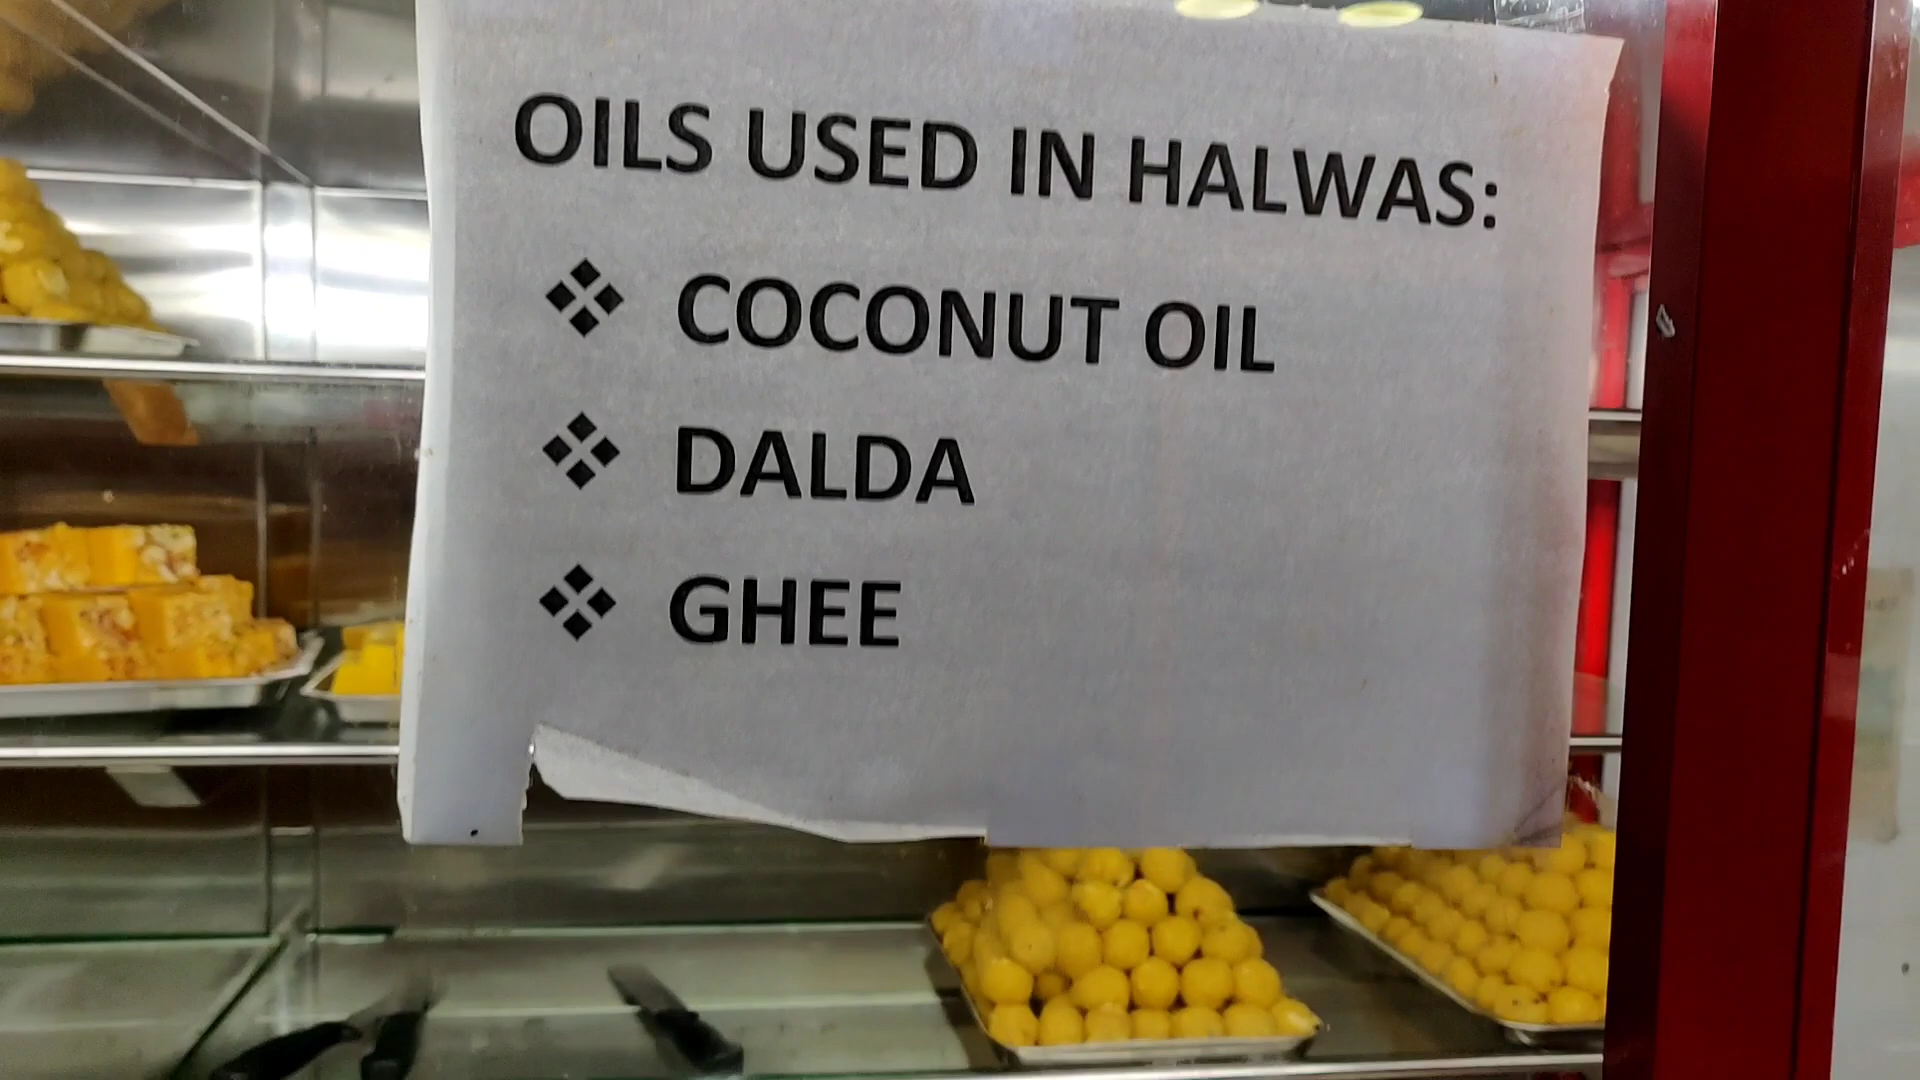 OILS USED IN HALWAS:
❖ COCONUT OIL
❖ DALDA
❖ GHEE